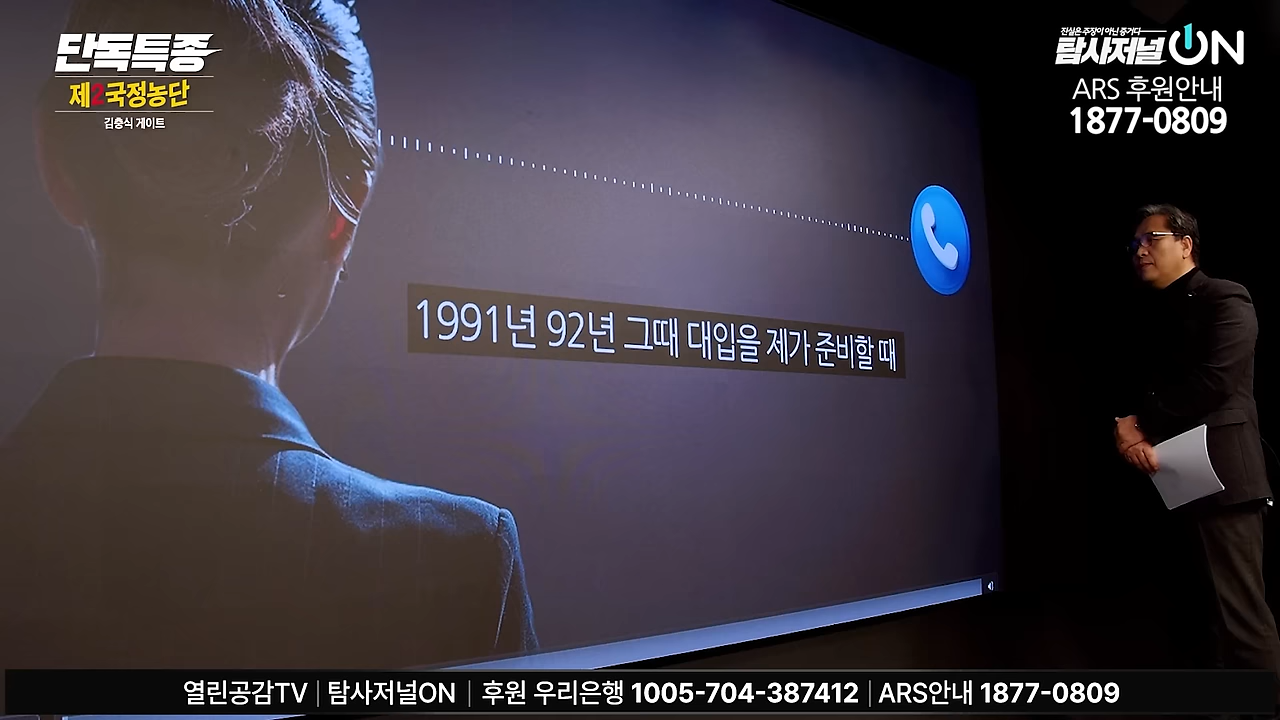 단독특종
제2국정농단
김충식 게이트
진실은 주장이 아닌 증거다
탐사저널ON
ARS 후원안내
1877-0809
1991년 92년 그때 대입을 제가 준비할 때
열린공감TV | 탐사저널ON | 후원 우리은행 1005-704-387412 | ARS안내 1877-0809